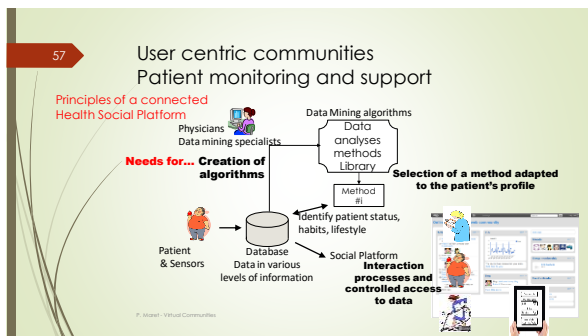 57
User centric communities
Patient monitoring and support
Principles of a connected
Health Social Platform
Physicians
Data mining specialists
Data Mining algorithms
Data
analyses
methods
Library
Needs for... Creation of
algorithms
Selection of a method adapted
to the patient's profile
Method
#i
Identify patient status,
habits, lifestyle
Patient
& Sensors
Database
Data in various
levels of information
Social Platform
Interaction
processes and
controlled access
to data
P. Maret - Virtual Communities